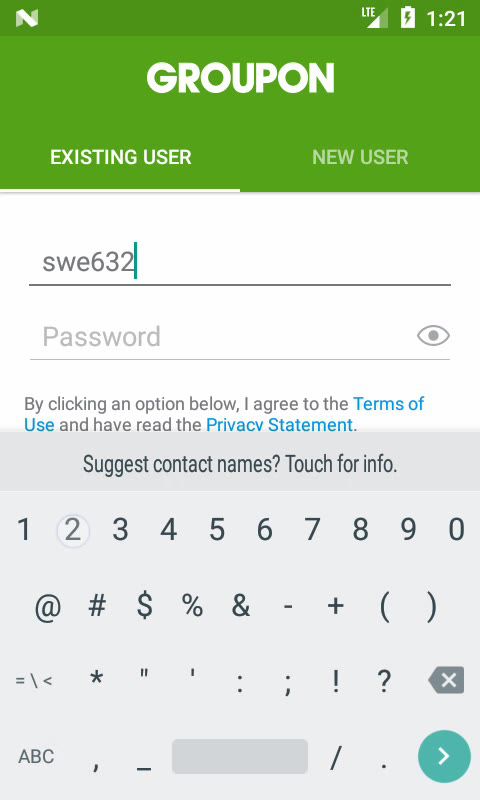 LTE 1:21
GROUPON
EXISTING USER NEW USER
swe632
Password
By clicking an option below, I agree to the Terms of
Use and have read the Privacy Statement.
Suggest contact names? Touch for info.
1 2 3 4 5 6 7 8 9 0
@ # $ % & - + ( )
= \ < * " ' : ; ! ?
ABC , _ / .